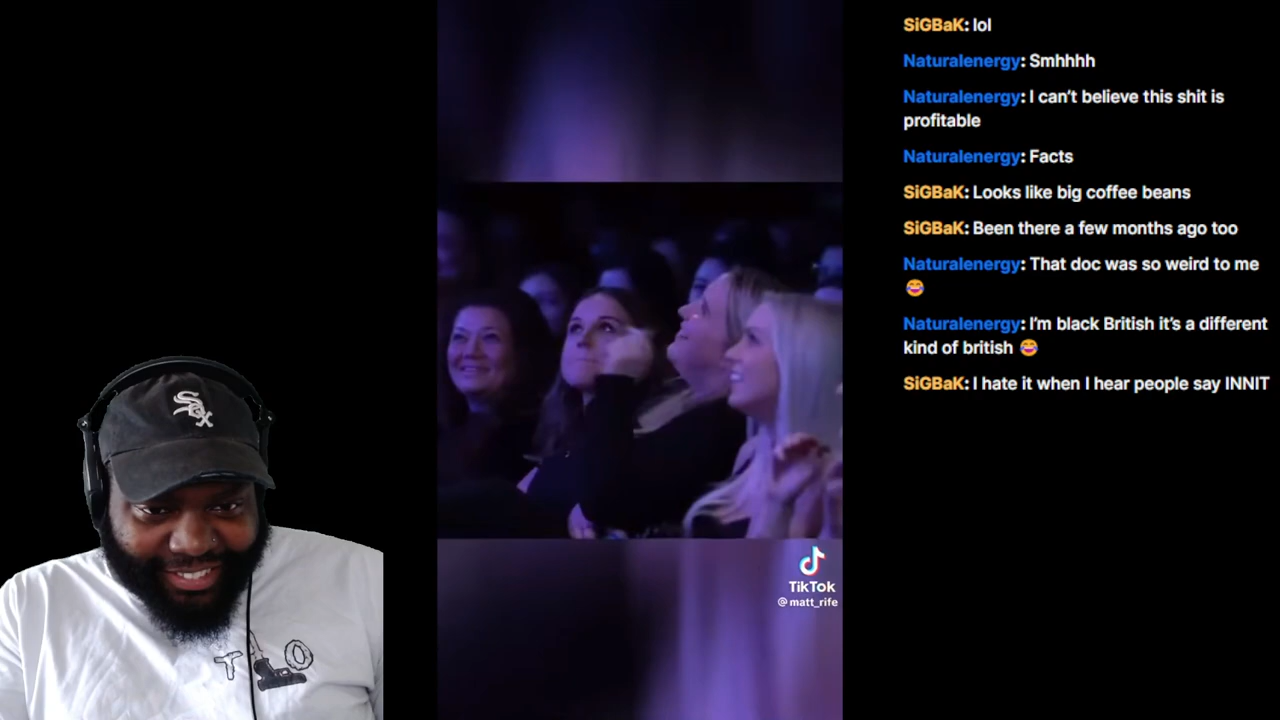 SiGBaK: lol
Naturalenergy: Smhhhh
Naturalenergy: I can't believe this shit is
profitable
Naturalenergy: Facts
SiGBaK: Looks like big coffee beans
SiGBaK: Been there a few months ago too
Naturalenergy: That doc was so weird to me
😂
Naturalenergy: I'm black British it's a different
kind of british 😂
SiGBaK: I hate it when I hear people say INNIT
TikTok
@matt_rife
Sox